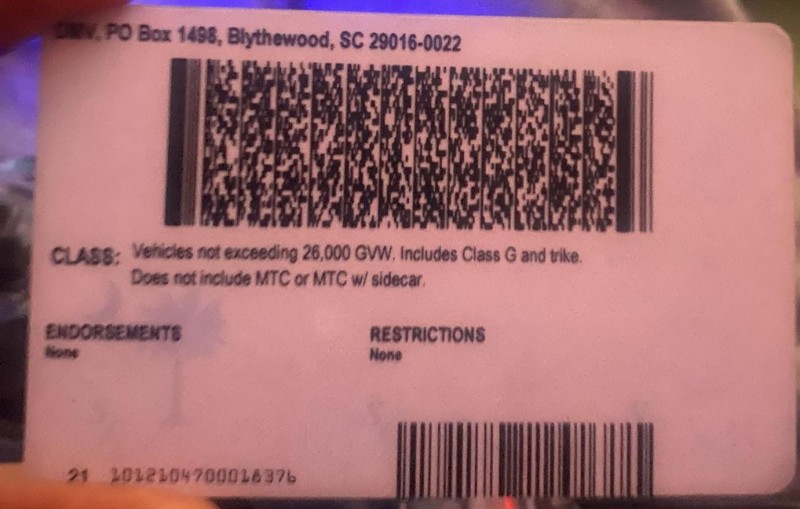 DMV, PO Box 1498, Blythewood, SC 29016-0022
CLASS: Vehicles not exceeding 26,000 GVW. Includes Class G and trike.
Does not include MTC or MTC w/ sidecar.
ENDORSEMENTS
None
RESTRICTIONS
None
21 1012104700016376